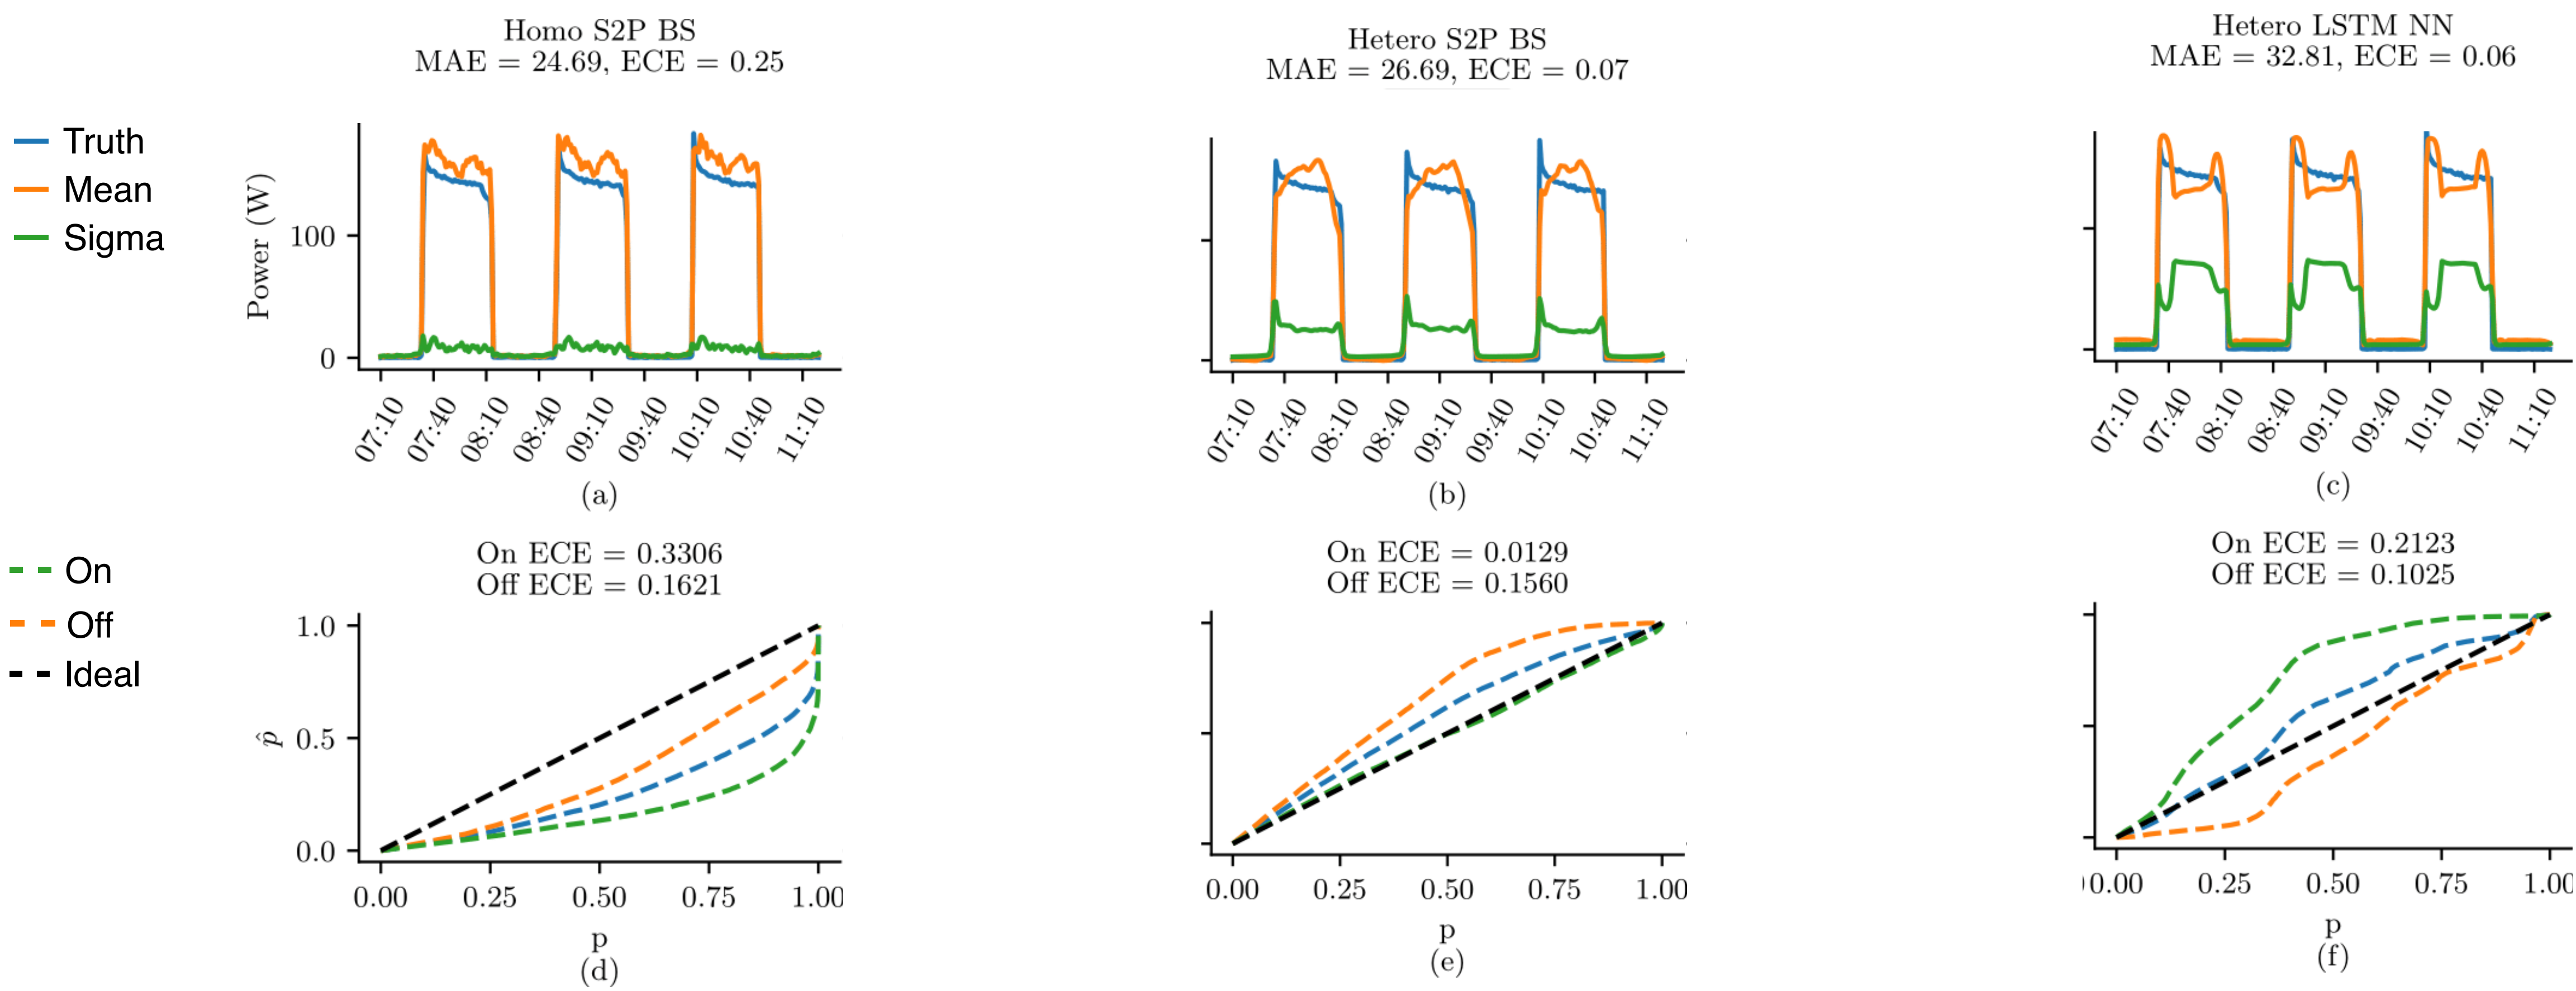 Homo S2P BS
MAE = 24.69, ECE = 0.25
Hetero S2P BS
MAE = 26.69, ECE = 0.07
Hetero LSTM NN
MAE = 32.81, ECE = 0.06
Truth
Mean
Sigma
Power (W)
100
0
07:10 07:40 08:10 08:40 09:10 09:40 10:10 10:40 11:10
(a)
07:10 07:40 08:10 08:40 09:10 09:40 10:10 10:40 11:10
(b)
07:10 07:40 08:10 08:40 09:10 09:40 10:10 10:40 11:10
(c)
On ECE = 0.3306
Off ECE = 0.1621
On ECE = 0.0129
Off ECE = 0.1560
On ECE = 0.2123
Off ECE = 0.1025
On
Off
Ideal
p̂
1.0
0.5
0.0
0.00 0.25 0.50 0.75 1.00
p
(d)
0.00 0.25 0.50 0.75 1.00
p
(e)
0.00 0.25 0.50 0.75 1.00
p
(f)